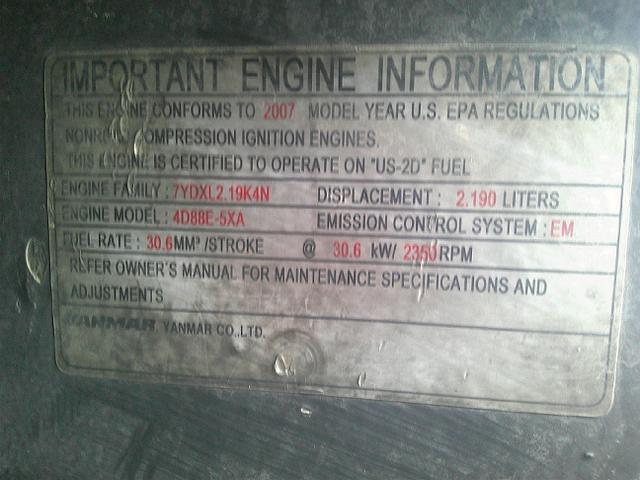 IMPORTANT ENGINE INFORMATION
THIS ENGINE CONFORMS TO 2007 MODEL YEAR U.S. EPA REGULATIONS
NONROAD COMPRESSION IGNITION ENGINES.
THIS ENGINE IS CERTIFIED TO OPERATE ON "US-2D" FUEL
ENGINE FAMILY : 7YDXL2.19K4N DISPLACEMENT : 2.190 LITERS
ENGINE MODEL : 4D88E-5XA EMISSION CONTROL SYSTEM : EM
FUEL RATE : 30.6MM³/STROKE @ 30.6 kW/ 2350RPM
REFER OWNER'S MANUAL FOR MAINTENANCE SPECIFICATIONS AND
ADJUSTMENTS
YANMAR YANMAR CO.,LTD.